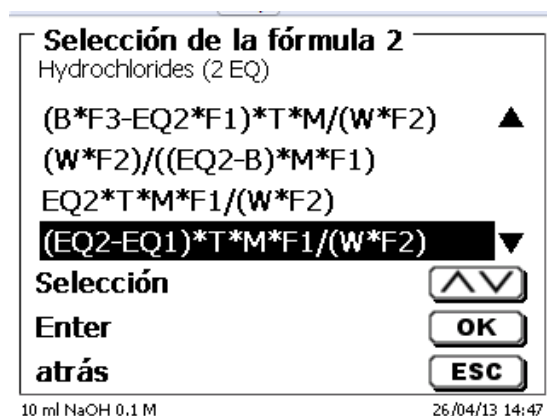 Selección de la fórmula 2
Hydrochlorides (2 EQ)
(B*F3-EQ2*F1)*T*M/(W*F2)
(W*F2)/((EQ2-B)*M*F1)
EQ2*T*M*F1/(W*F2)
(EQ2-EQ1)*T*M*F1/(W*F2)
Selección
Enter OK
atrás ESC
10 ml NaOH 0.1 M 26/04/13 14:47